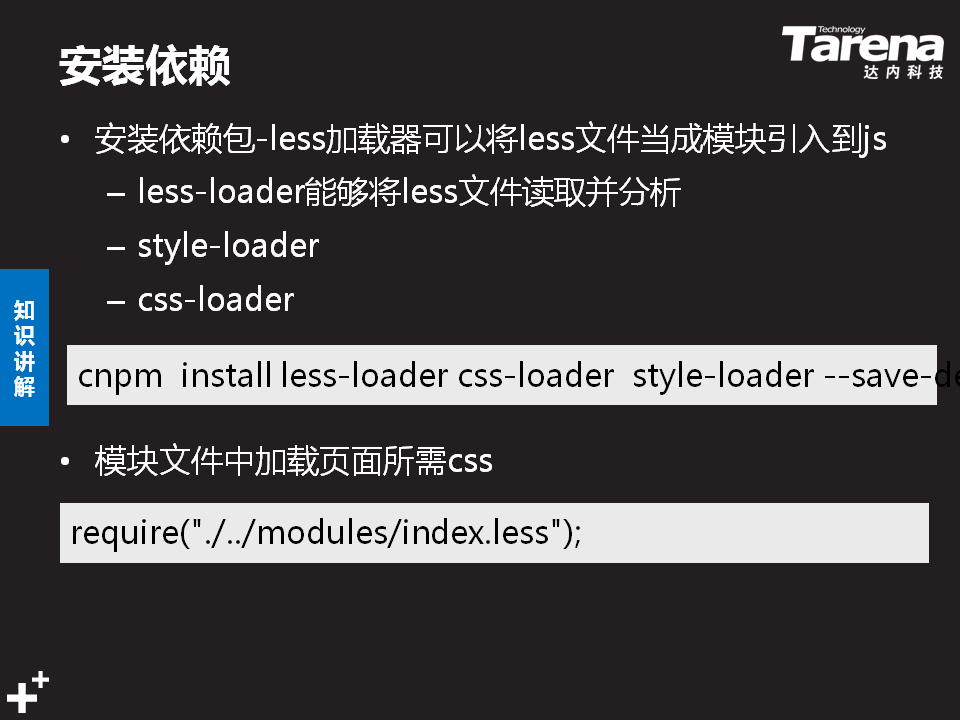 安装依赖
Technology
Tarena
达内科技
• 安装依赖包-less加载器可以将less文件当成模块引入到js
– less-loader能够将less文件读取并分析
– style-loader
– css-loader
知识讲解
cnpm install less-loader css-loader style-loader --save-de
• 模块文件中加载页面所需css
require("./../modules/index.less");